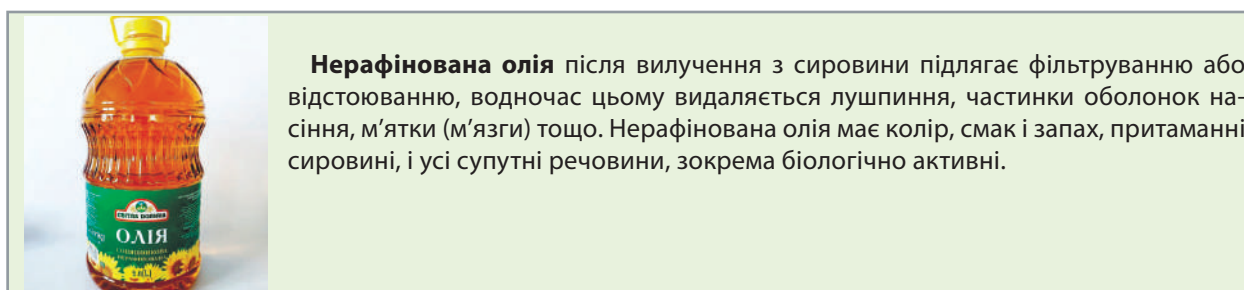 Нерафінована олія після вилучення з сировини підлягає фільтруванню або
відстоюванню, водночас цьому видаляється лушпиння, частинки оболонок на-
сіння, м’ятки (м’язги) тощо. Нерафінована олія має колір, смак і запах, притаманні
сировині, і усі супутні речовини, зокрема біологічно активні.
ОЛІЯ